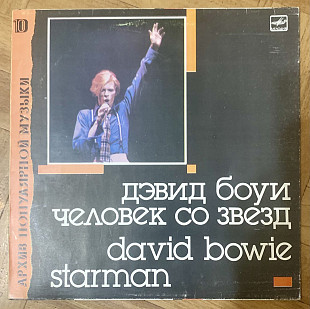 10
АРХИВ ПОПУЛЯРНОЙ МУЗЫКИ
дэвид боуи
человек со звезд
david bowie
starman